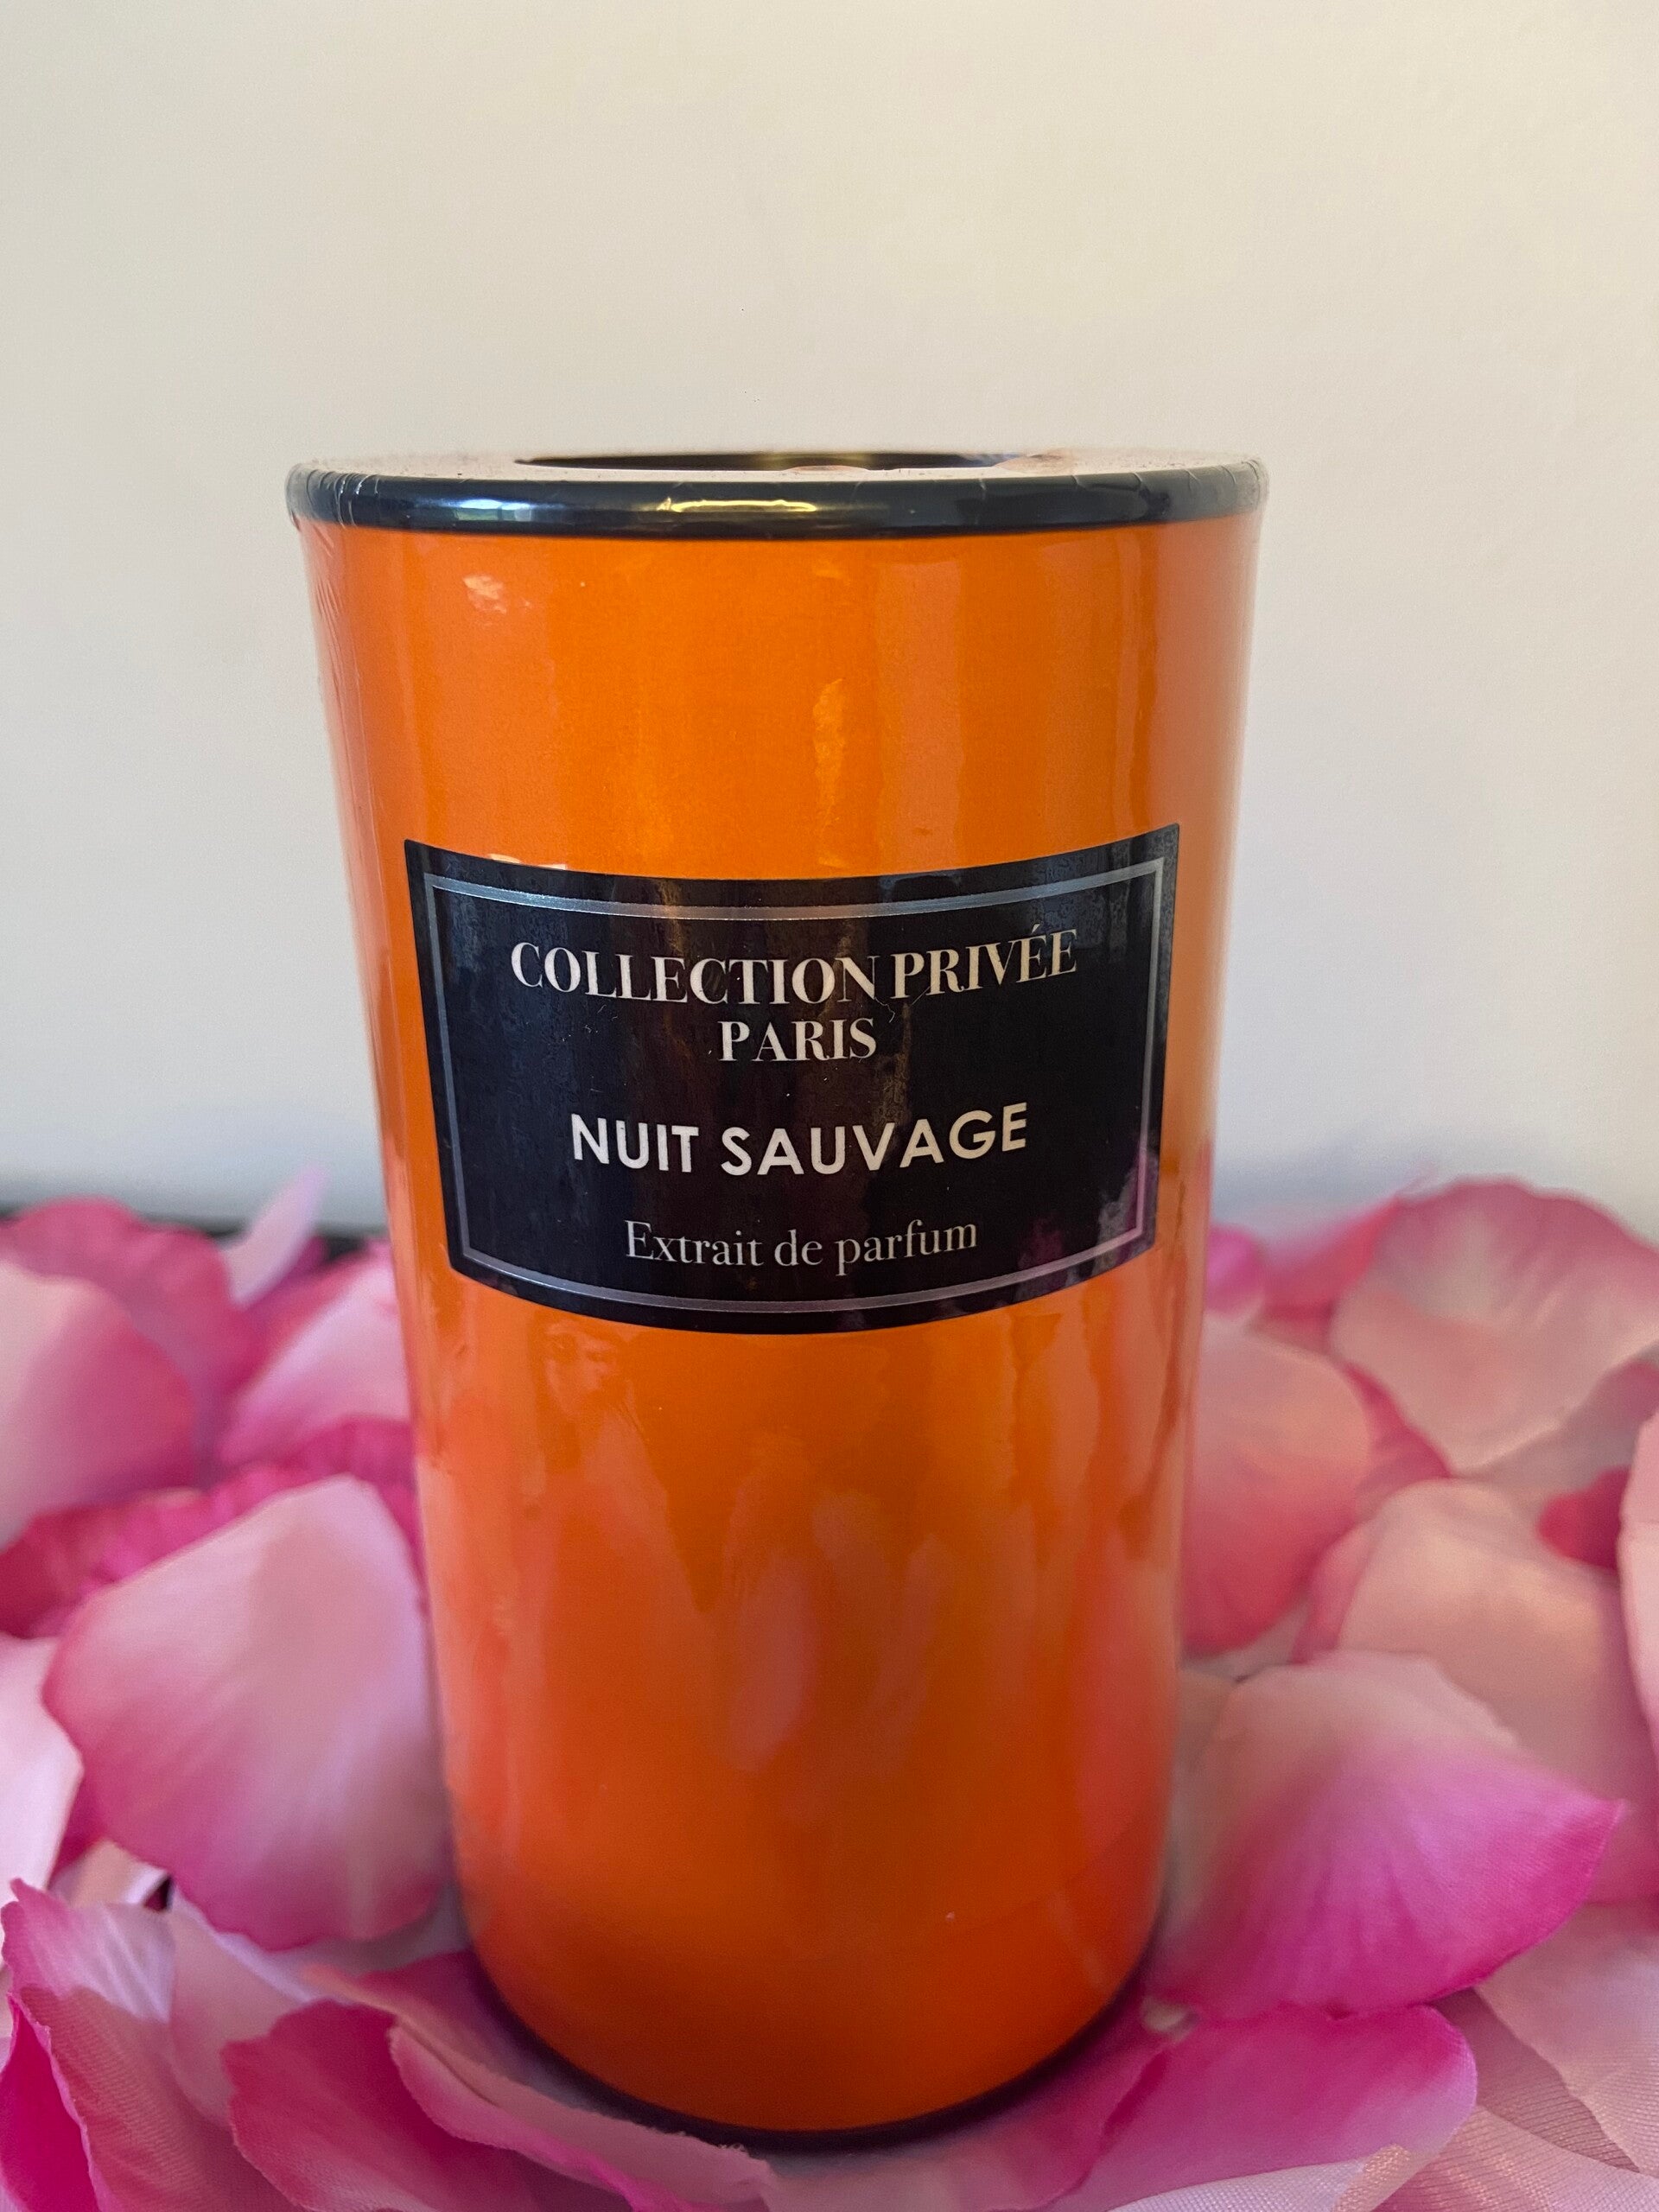 COLLECTION PRIVÉE
PARIS
NUIT SAUVAGE
Extrait de parfum